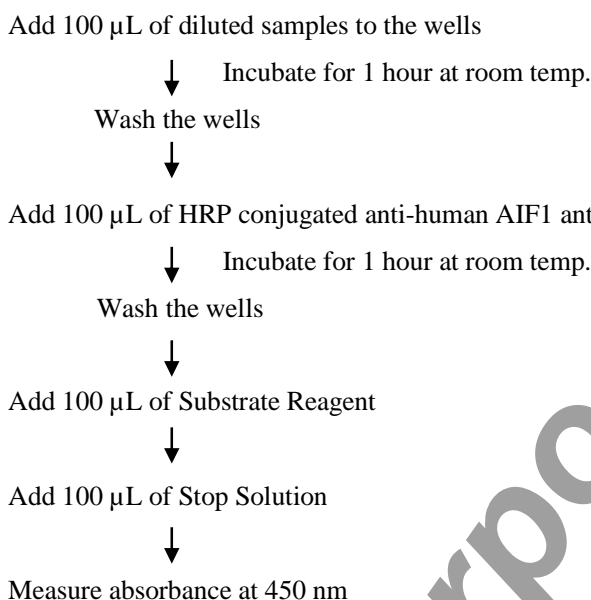 Add 100 µL of diluted samples to the wells
Incubate for 1 hour at room temp.
Wash the wells
Add 100 µL of HRP conjugated anti-human AIF1
Incubate for 1 hour at room temp.
Wash the wells
Add 100 µL of Substrate Reagent
Add 100 µL of Stop Solution
Measure absorbance at 450 nm